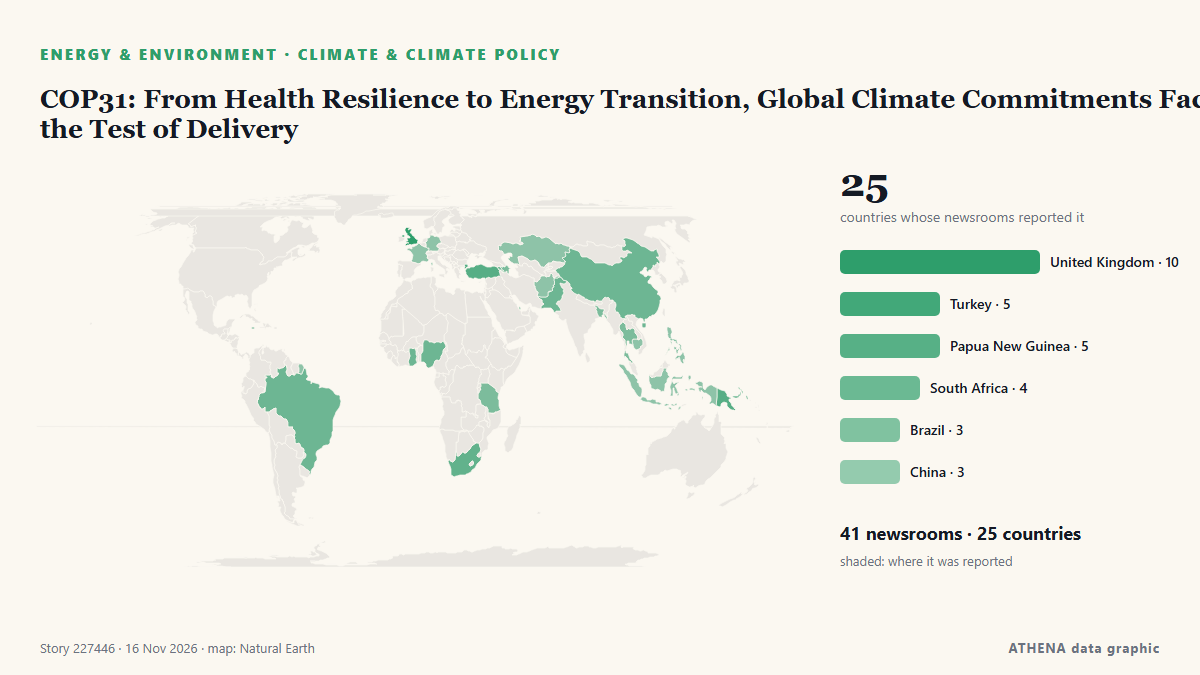 ENERGY & ENVIRONMENT · CLIMATE & CLIMATE POLICY
COP31: From Health Resilience to Energy Transition, Global Climate Commitments Fac
the Test of Delivery
25
countries whose newsrooms reported it
United Kingdom · 10
Turkey · 5
Papua New Guinea · 5
South Africa · 4
Brazil · 3
China · 3
41 newsrooms · 25 countries
shaded: where it was reported
Story 227446 · 16 Nov 2026 · map: Natural Earth
ATHENA data graphic